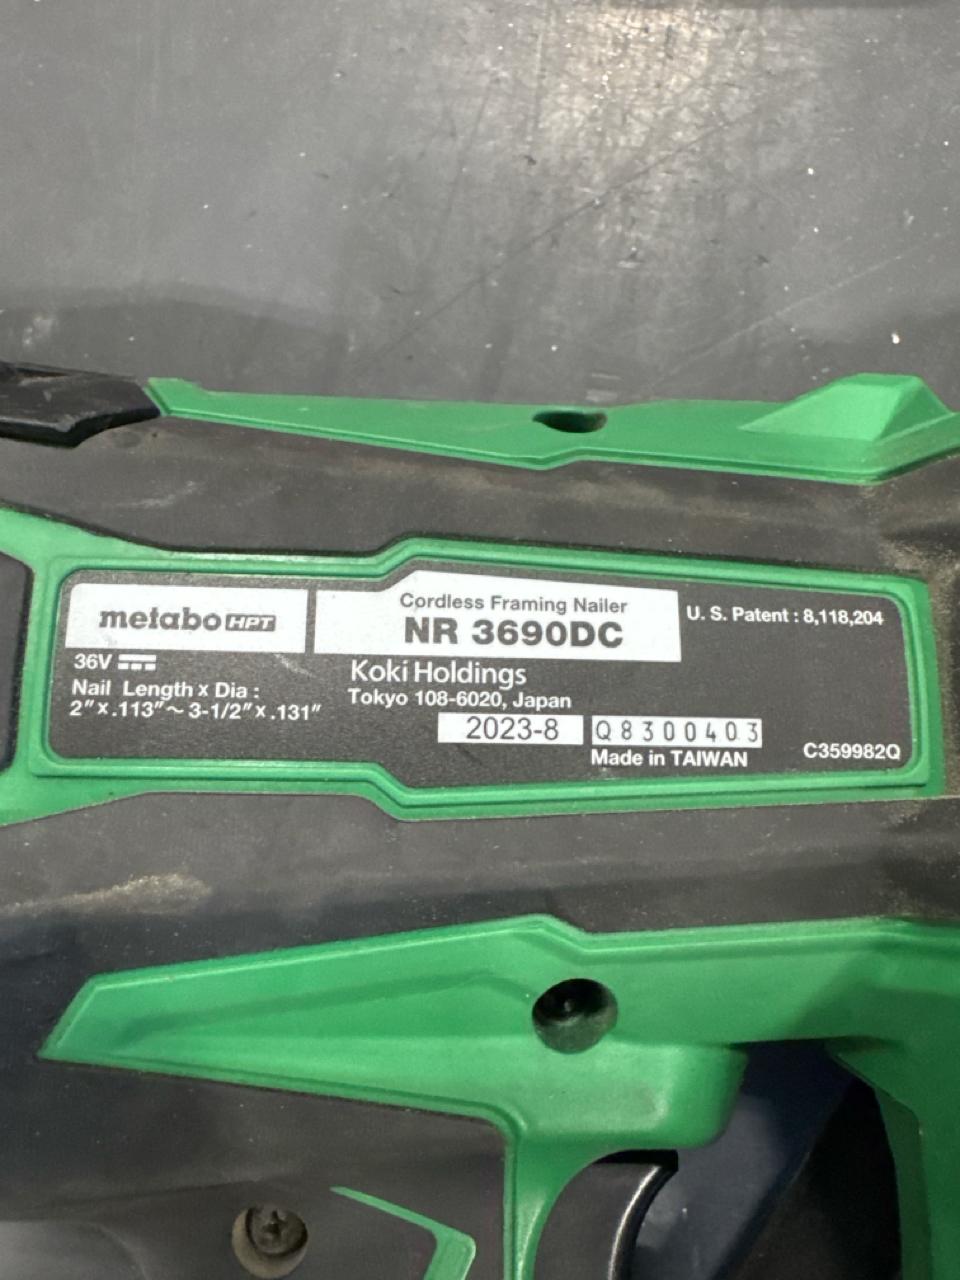 metabo HPT
Cordless Framing Nailer
NR 3690DC
U. S. Patent : 8,118,204
36V
Nail Length x Dia :
2"x.113"~ 3-1/2"x.131"
Koki Holdings
Tokyo 108-6020, Japan
2023-8 Q8300403
Made in TAIWAN
C359982Q